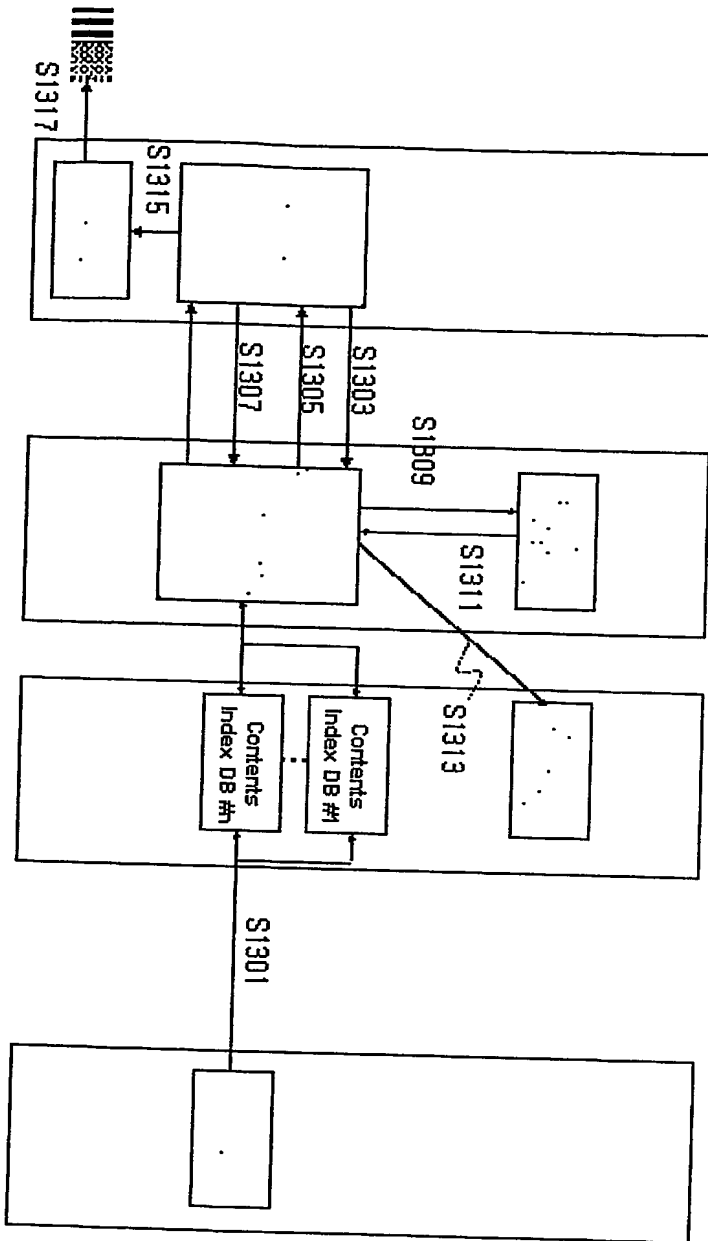 S1317
S1315
S1307
S1305
S1303
S1309
S1311
S1313
Contents
Index DB #1
Contents
Index DB #n
S1301